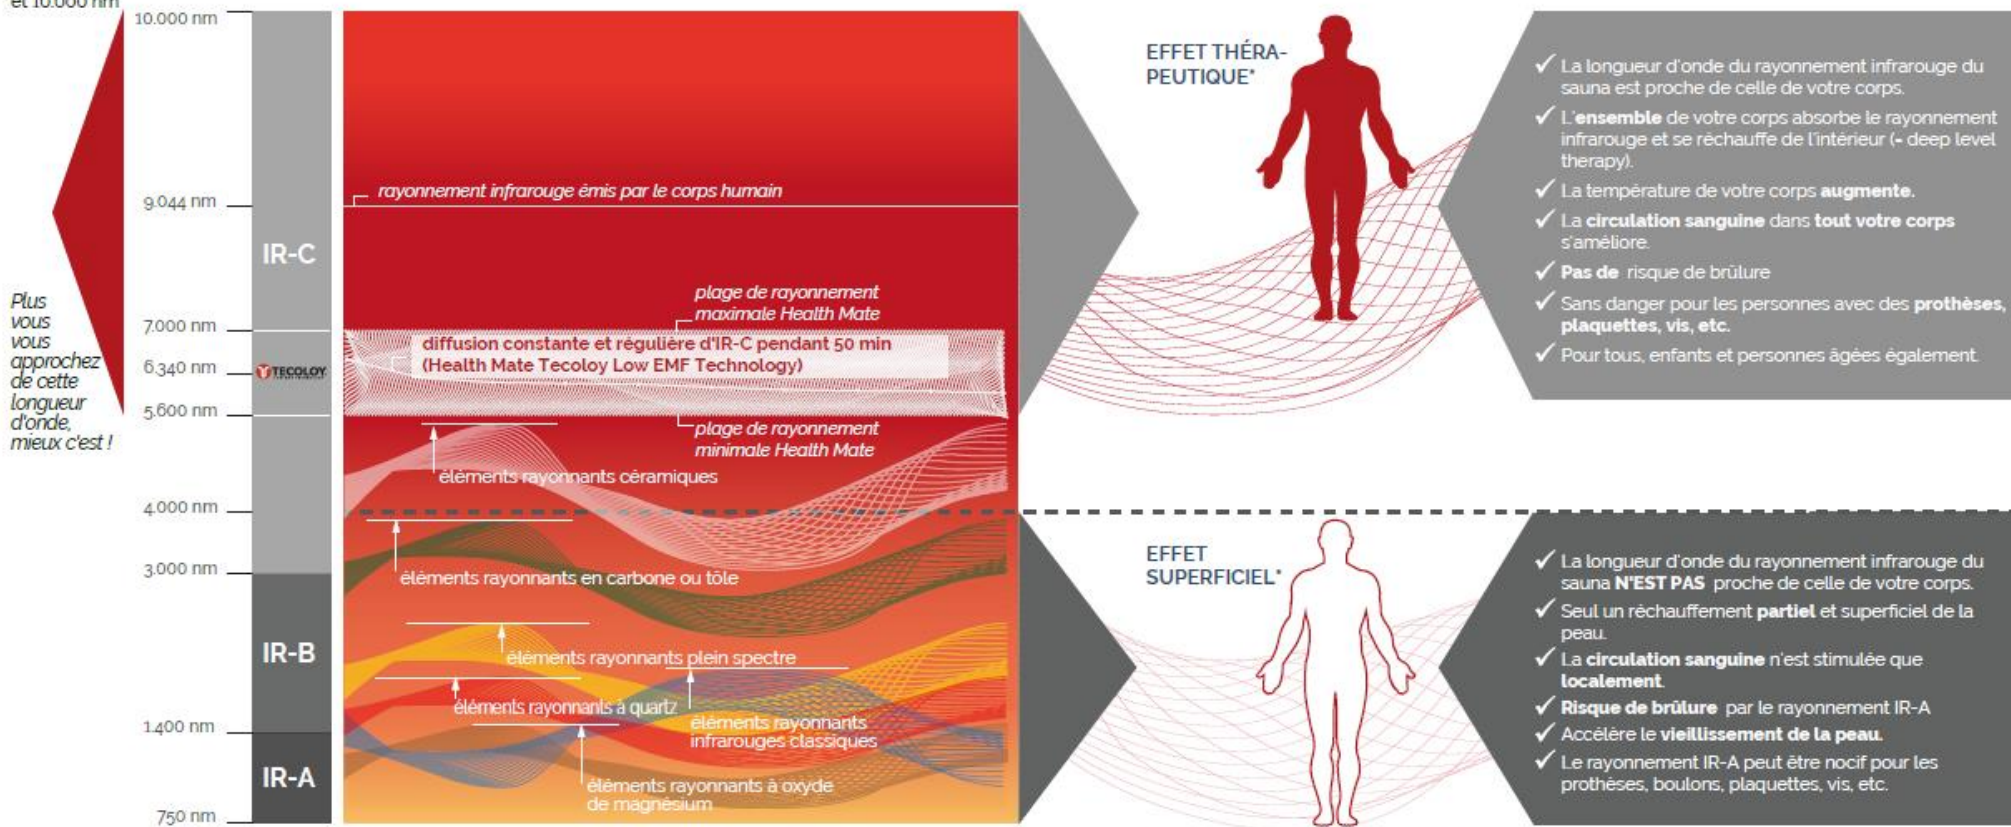 et 10.000 nm
10.000 nm
9.044 nm
7.000 nm
6.340 nm
5.600 nm
4.000 nm
3.000 nm
1.400 nm
750 nm
Plus
vous
vous
approchez
de cette
longueur
d'onde,
mieux c'est !
IR-C
TECOLOY
IR-B
IR-A
rayonnement infrarouge émis par le corps humain
plage de rayonnement
maximale Health Mate
diffusion constante et régulière d'IR-C pendant 50 min
(Health Mate Tecoloy Low EMF Technology)
plage de rayonnement
minimale Health Mate
éléments rayonnants céramiques
éléments rayonnants en carbone ou tôle
éléments rayonnants plein spectre
éléments rayonnants à quartz
éléments rayonnants
infrarouges classiques
éléments rayonnants à oxyde
de magnésium
EFFET THÉRA-
PEUTIQUE*
✓ La longueur d'onde du rayonnement infrarouge du
sauna est proche de celle de votre corps.
✓ L'ensemble de votre corps absorbe le rayonnement
infrarouge et se réchauffe de l'intérieur (= deep level
therapy).
✓ La température de votre corps augmente.
✓ La circulation sanguine dans tout votre corps
s'améliore.
✓ Pas de risque de brûlure
✓ Sans danger pour les personnes avec des prothèses,
plaquettes, vis, etc.
✓ Pour tous, enfants et personnes âgées également.
EFFET
SUPERFICIEL*
✓ La longueur d'onde du rayonnement infrarouge du
sauna N'EST PAS proche de celle de votre corps.
✓ Seul un réchauffement partiel et superficiel de la
peau.
✓ La circulation sanguine n'est stimulée que
localement.
✓ Risque de brûlure par le rayonnement IR-A
✓ Accélère le vieillissement de la peau.
✓ Le rayonnement IR-A peut être nocif pour les
prothèses, boulons, plaquettes, vis, etc.